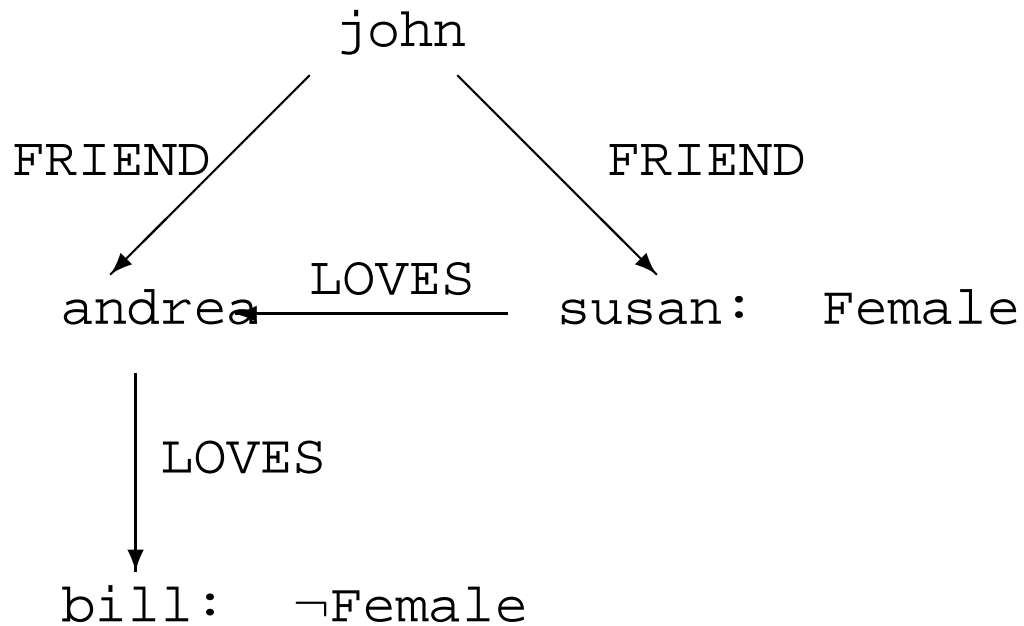 john
FRIEND FRIEND
LOVES
andrea susan: Female
LOVES
bill: ¬Female